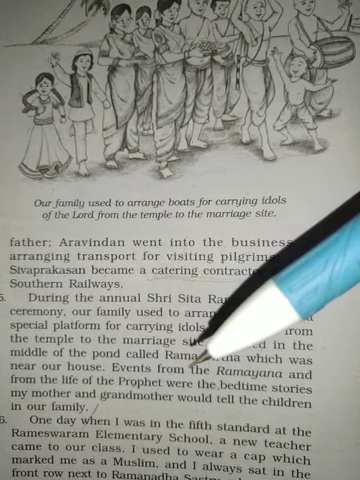 Our family used to arrange boats for carrying idols
of the Lord from the temple to the marriage site.
father; Aravindan went into the business
arranging transport for visiting
Sivaprakasan became a catering
Southern Railways.
During the annual Shri Sita
ceremony, our family used to
special platform for carrying idols from
the temple to the marriage in the
middle of the pond called which was
near our house. Events from the Ramayana and
from the life of the Prophet were the bedtime stories
my mother and grandmother would tell the children
in our family.
One day when I was in the fifth standard at the
Rameswaram Elementary School, a new teacher
came to our class. I used to wear a cap which
marked me as a Muslim, and I always sat in the
front row next to Ramanadha